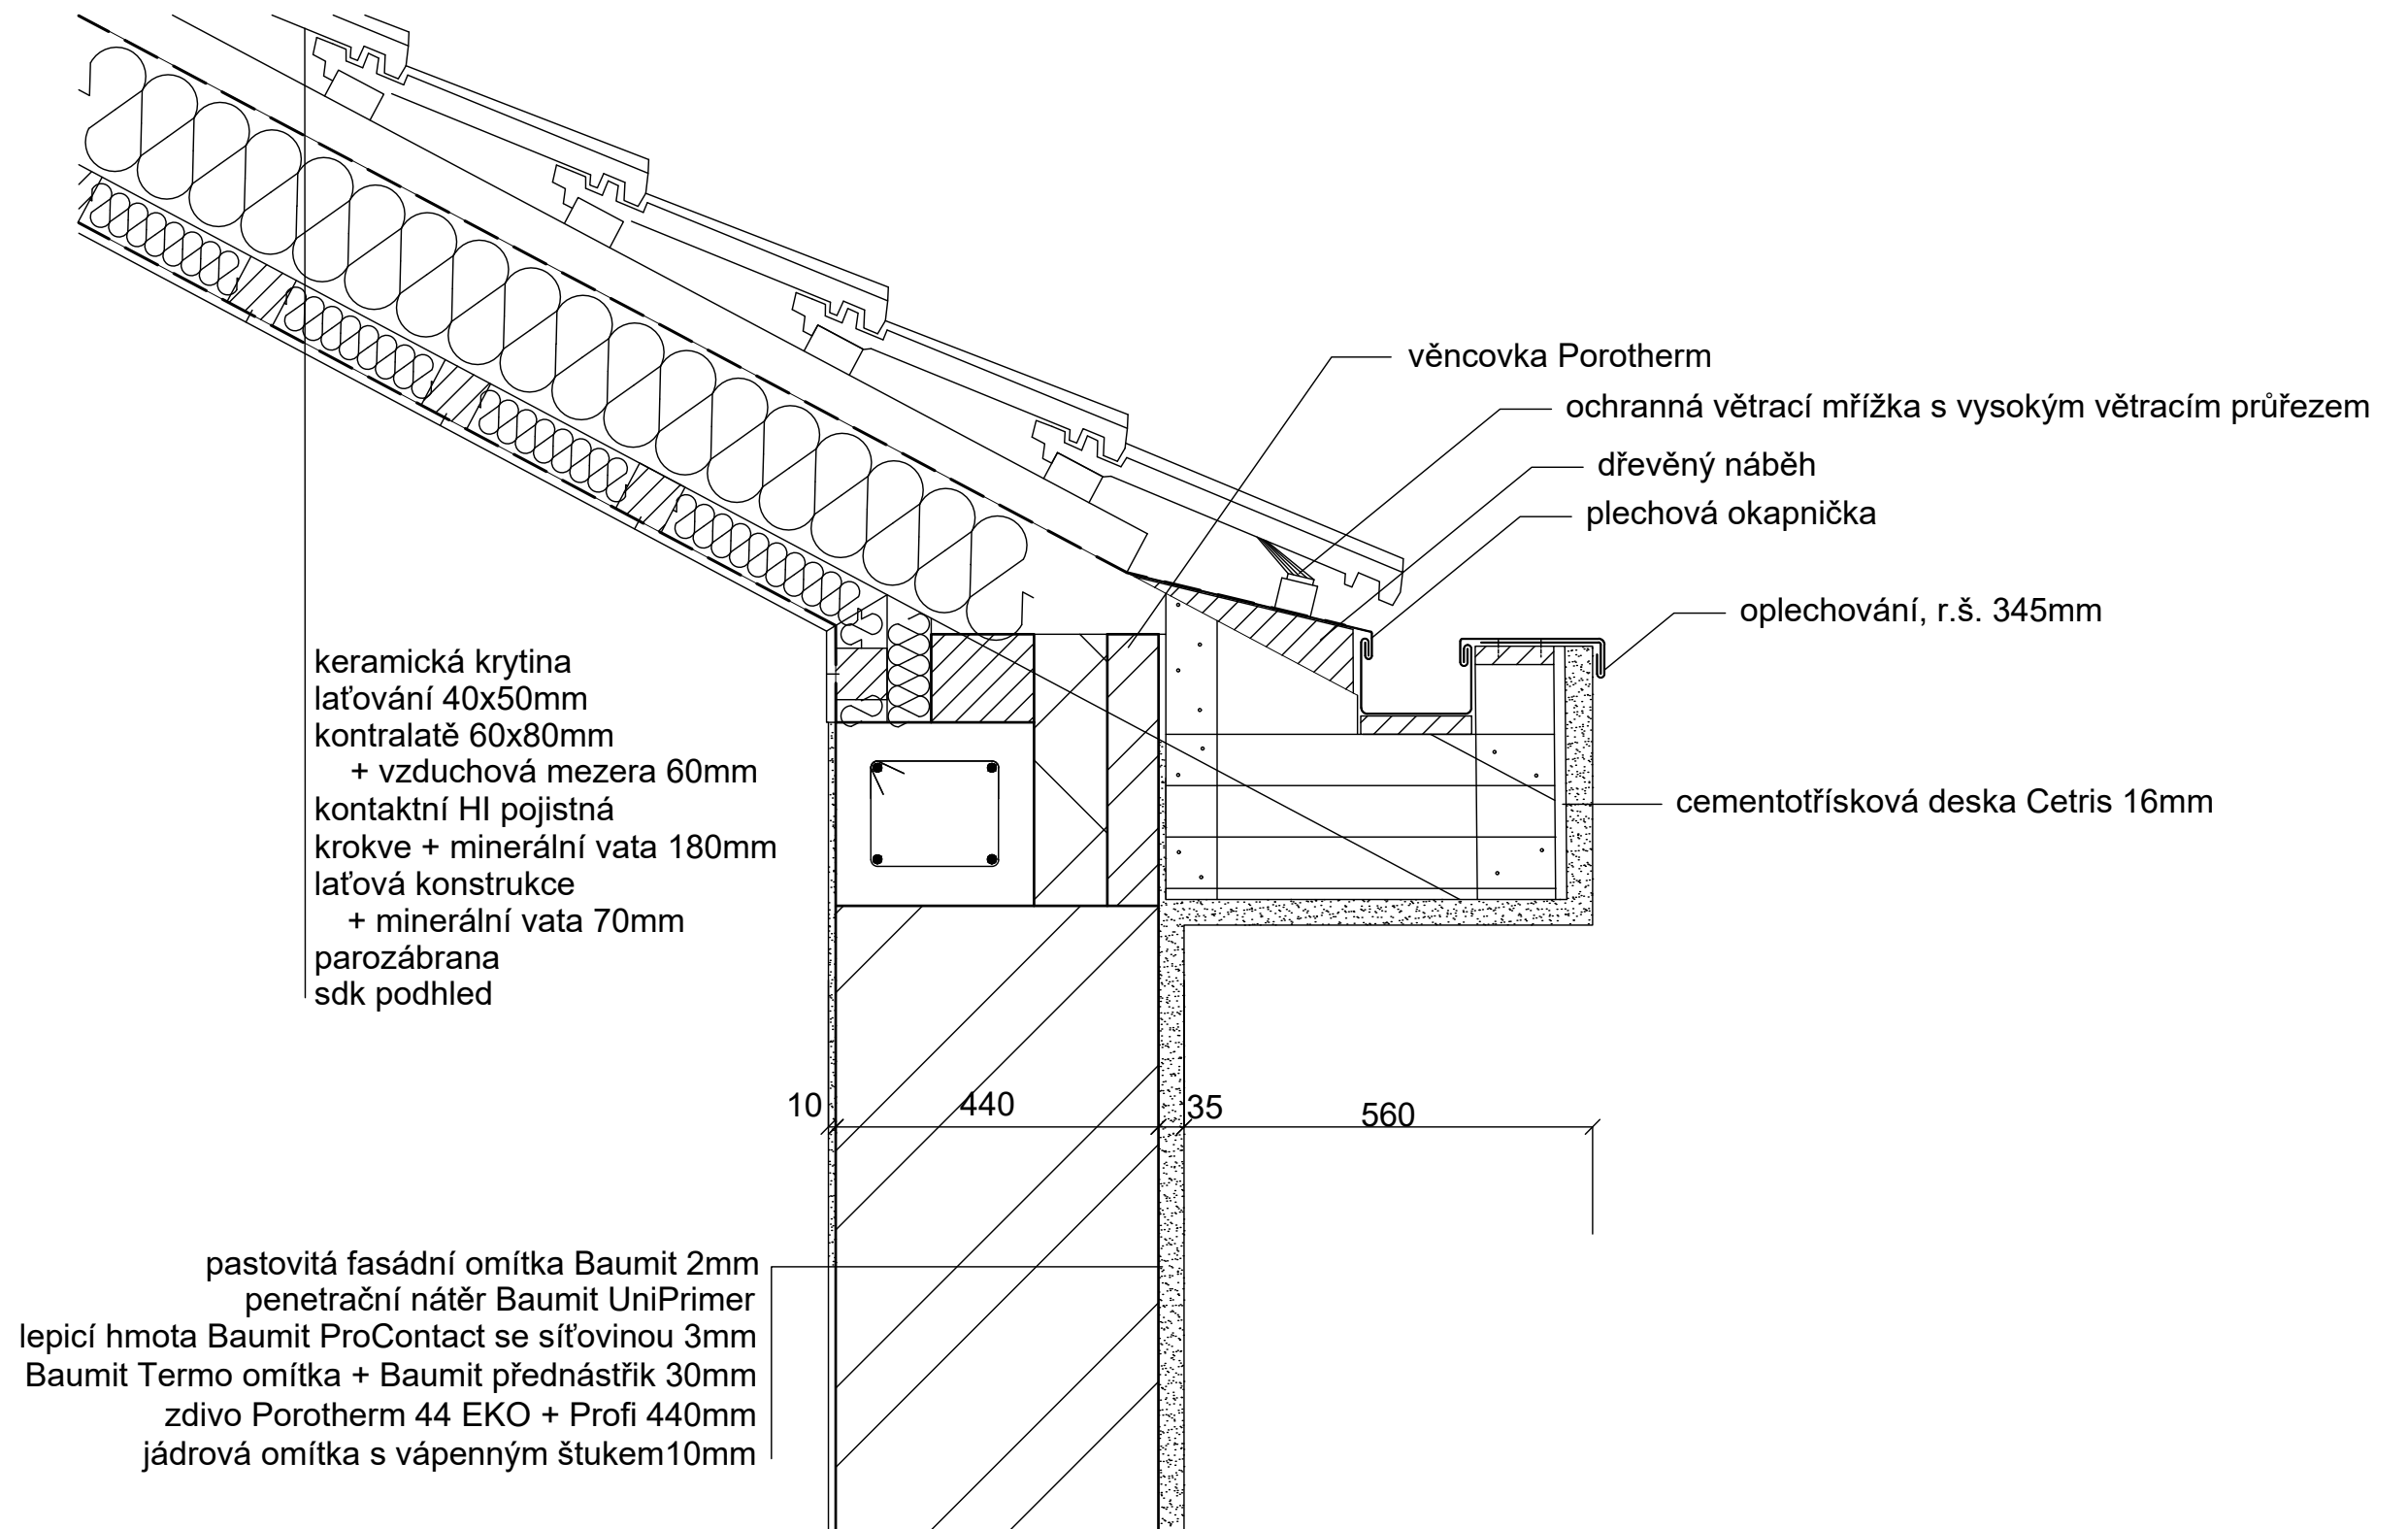 věncovka Porotherm
ochranná větrací mřížka s vysokým větracím průřezem
dřevěný náběh
plechová okapnička
oplechování, r.š. 345mm
keramická krytina
laťování 40x50mm
kontralatě 60x80mm
+ vzduchová mezera 60mm
kontaktní HI pojistná
krokve + minerální vata 180mm
laťová konstrukce
+ minerální vata 70mm
parozábrana
sdk podhled
cementotřísková deska Cetris 16mm
10 440 35 560
pastovitá fasádní omítka Baumit 2mm
penetrační nátěr Baumit UniPrimer
lepicí hmota Baumit ProContact se síťovinou 3mm
Baumit Termo omítka + Baumit přednástřik 30mm
zdivo Porotherm 44 EKO + Profi 440mm
jádrová omítka s vápenným štukem10mm